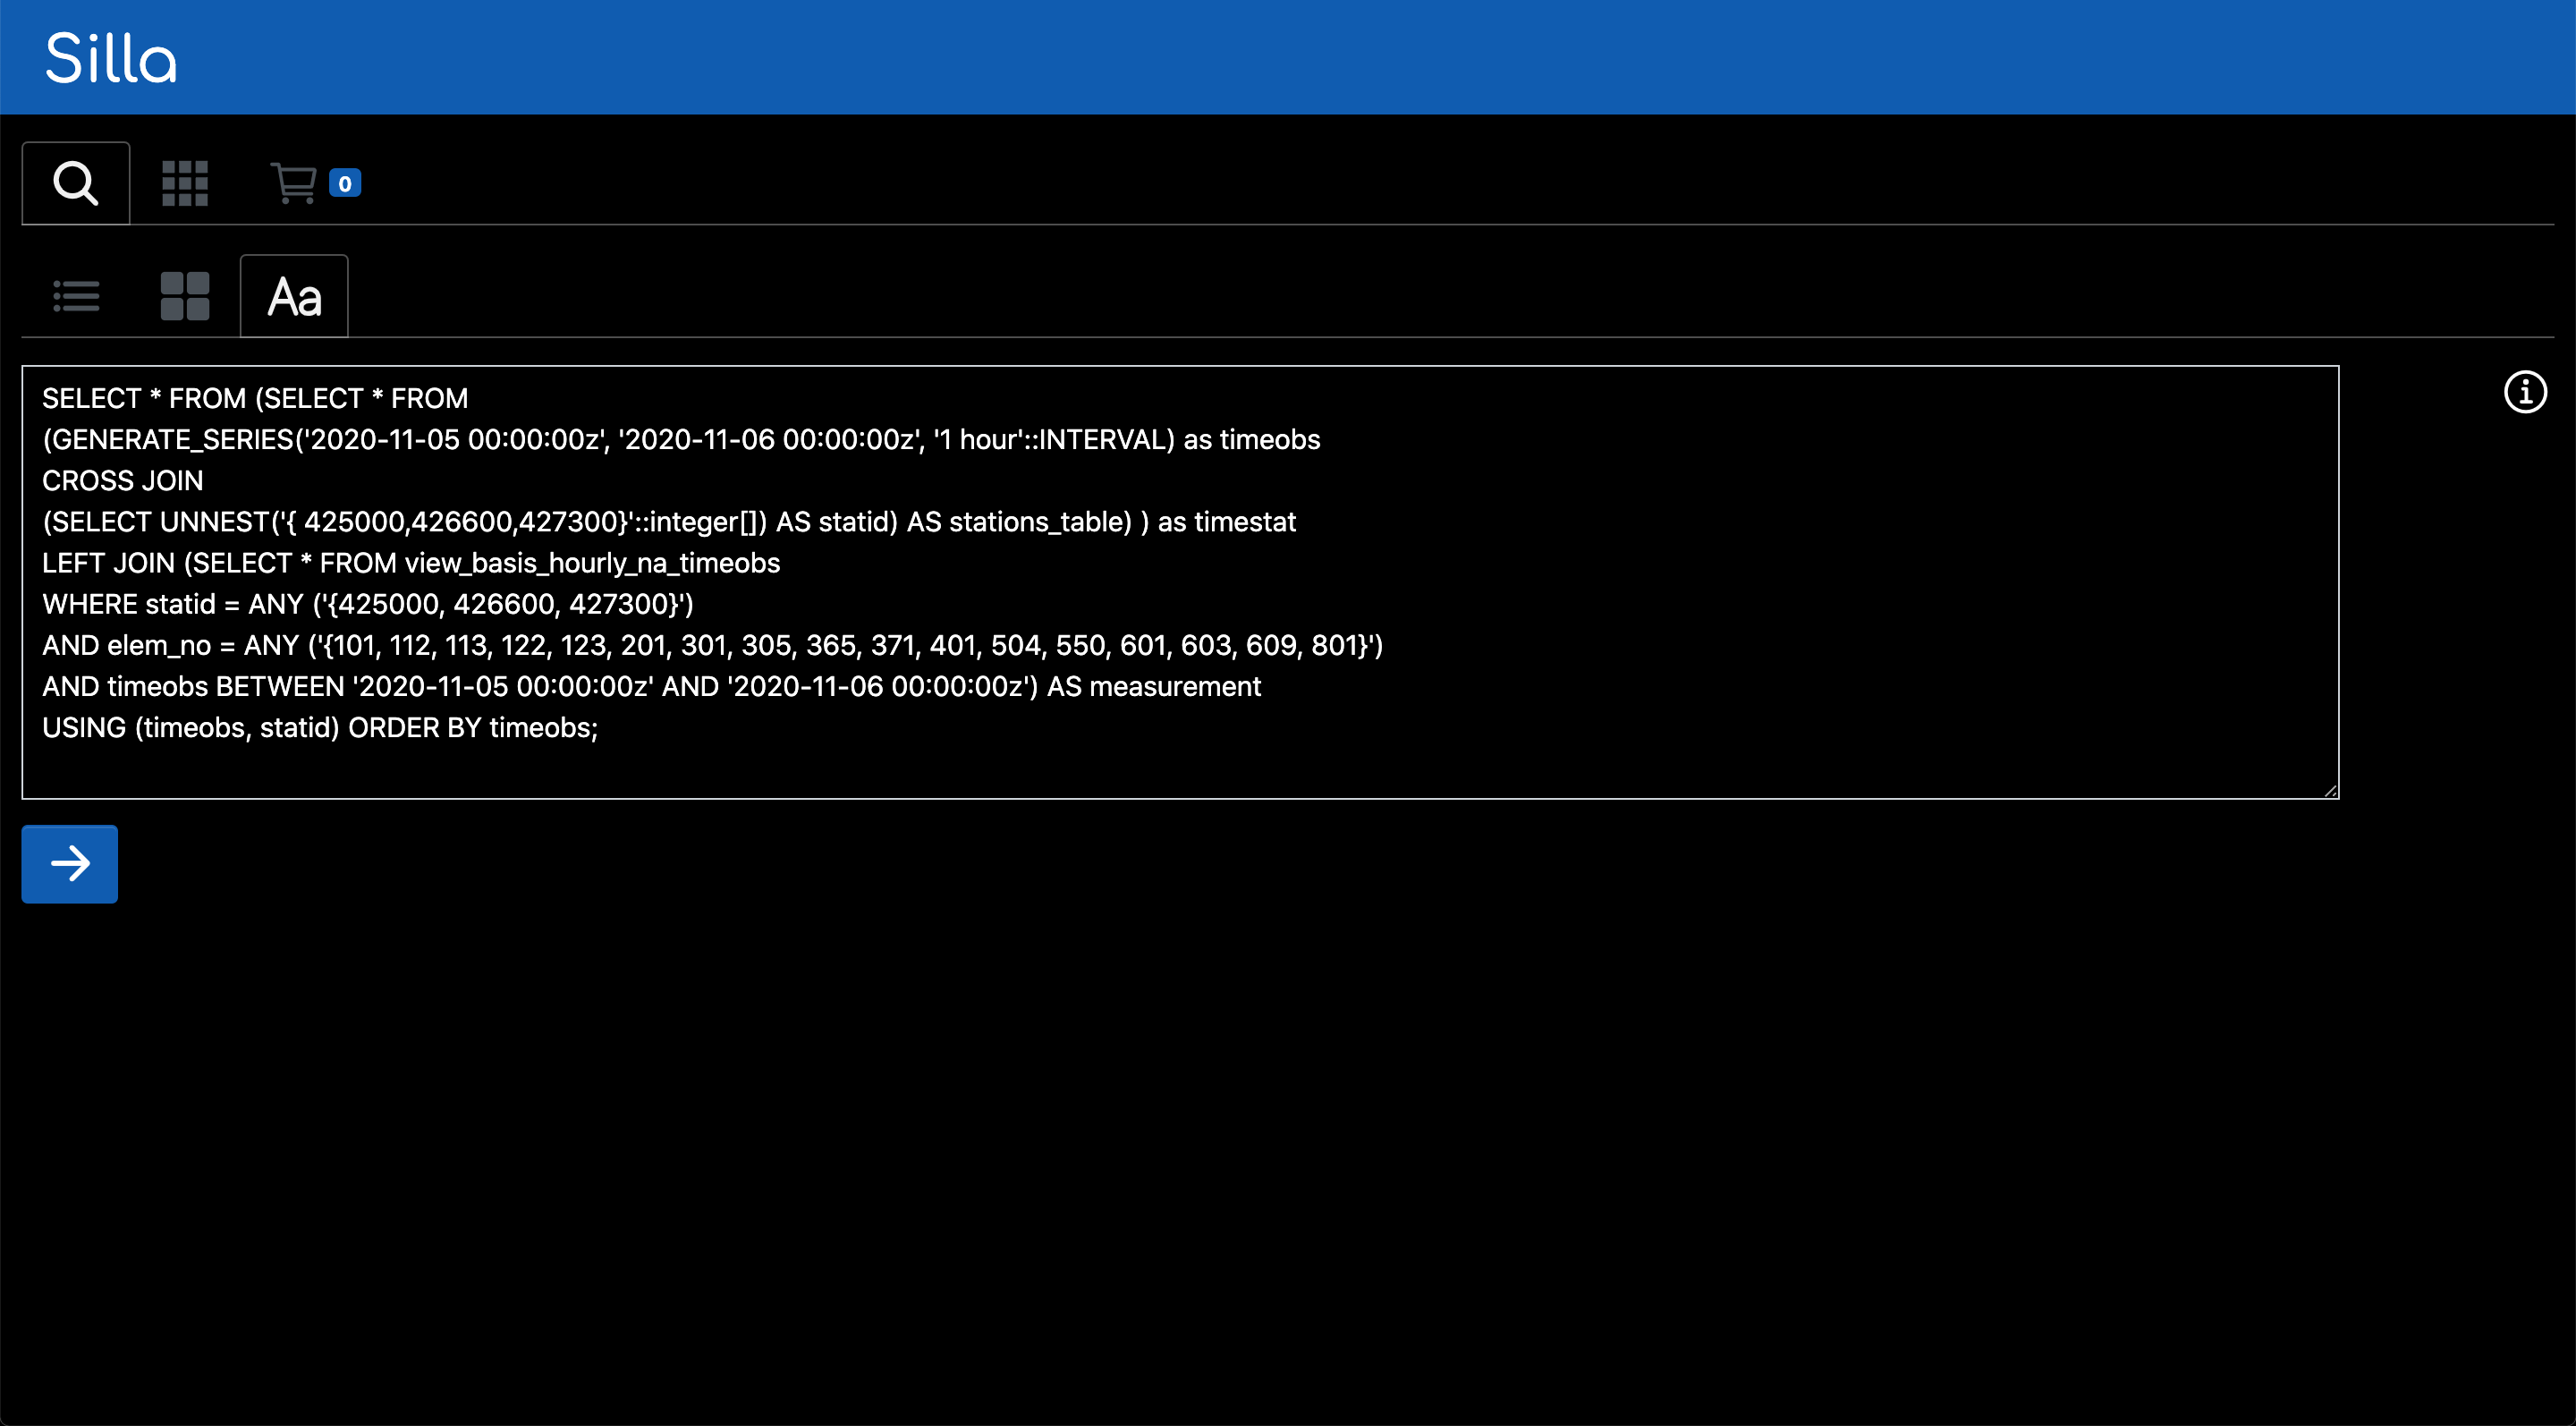 Silla
0
Aa
SELECT * FROM (SELECT * FROM
(GENERATE_SERIES('2020-11-05 00:00:00z', '2020-11-06 00:00:00z', '1 hour'::INTERVAL) as timeobs
CROSS JOIN
(SELECT UNNEST('{ 425000,426600,427300}'::integer[]) AS statid) AS stations_table) ) as timestat
LEFT JOIN (SELECT * FROM view_basis_hourly_na_timeobs
WHERE statid = ANY ('{425000, 426600, 427300}')
AND elem_no = ANY ('{101, 112, 113, 122, 123, 201, 301, 305, 365, 371, 401, 504, 550, 601, 603, 609, 801}')
AND timeobs BETWEEN '2020-11-05 00:00:00z' AND '2020-11-06 00:00:00z') AS measurement
USING (timeobs, statid) ORDER BY timeobs;